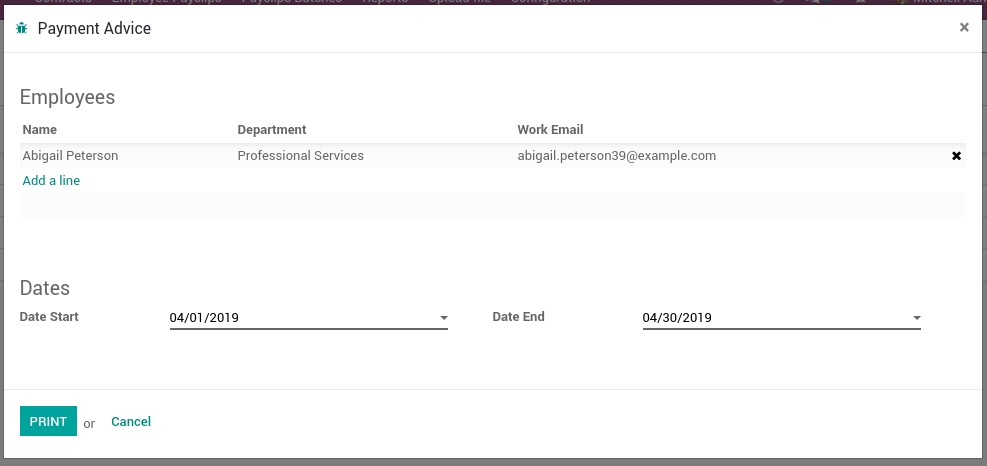 Payment Advice ×
Employees
Name Department Work Email
Abigail Peterson Professional Services abigail.peterson39@example.com
Add a line
Dates
Date Start 04/01/2019 Date End 04/30/2019
PRINT or Cancel